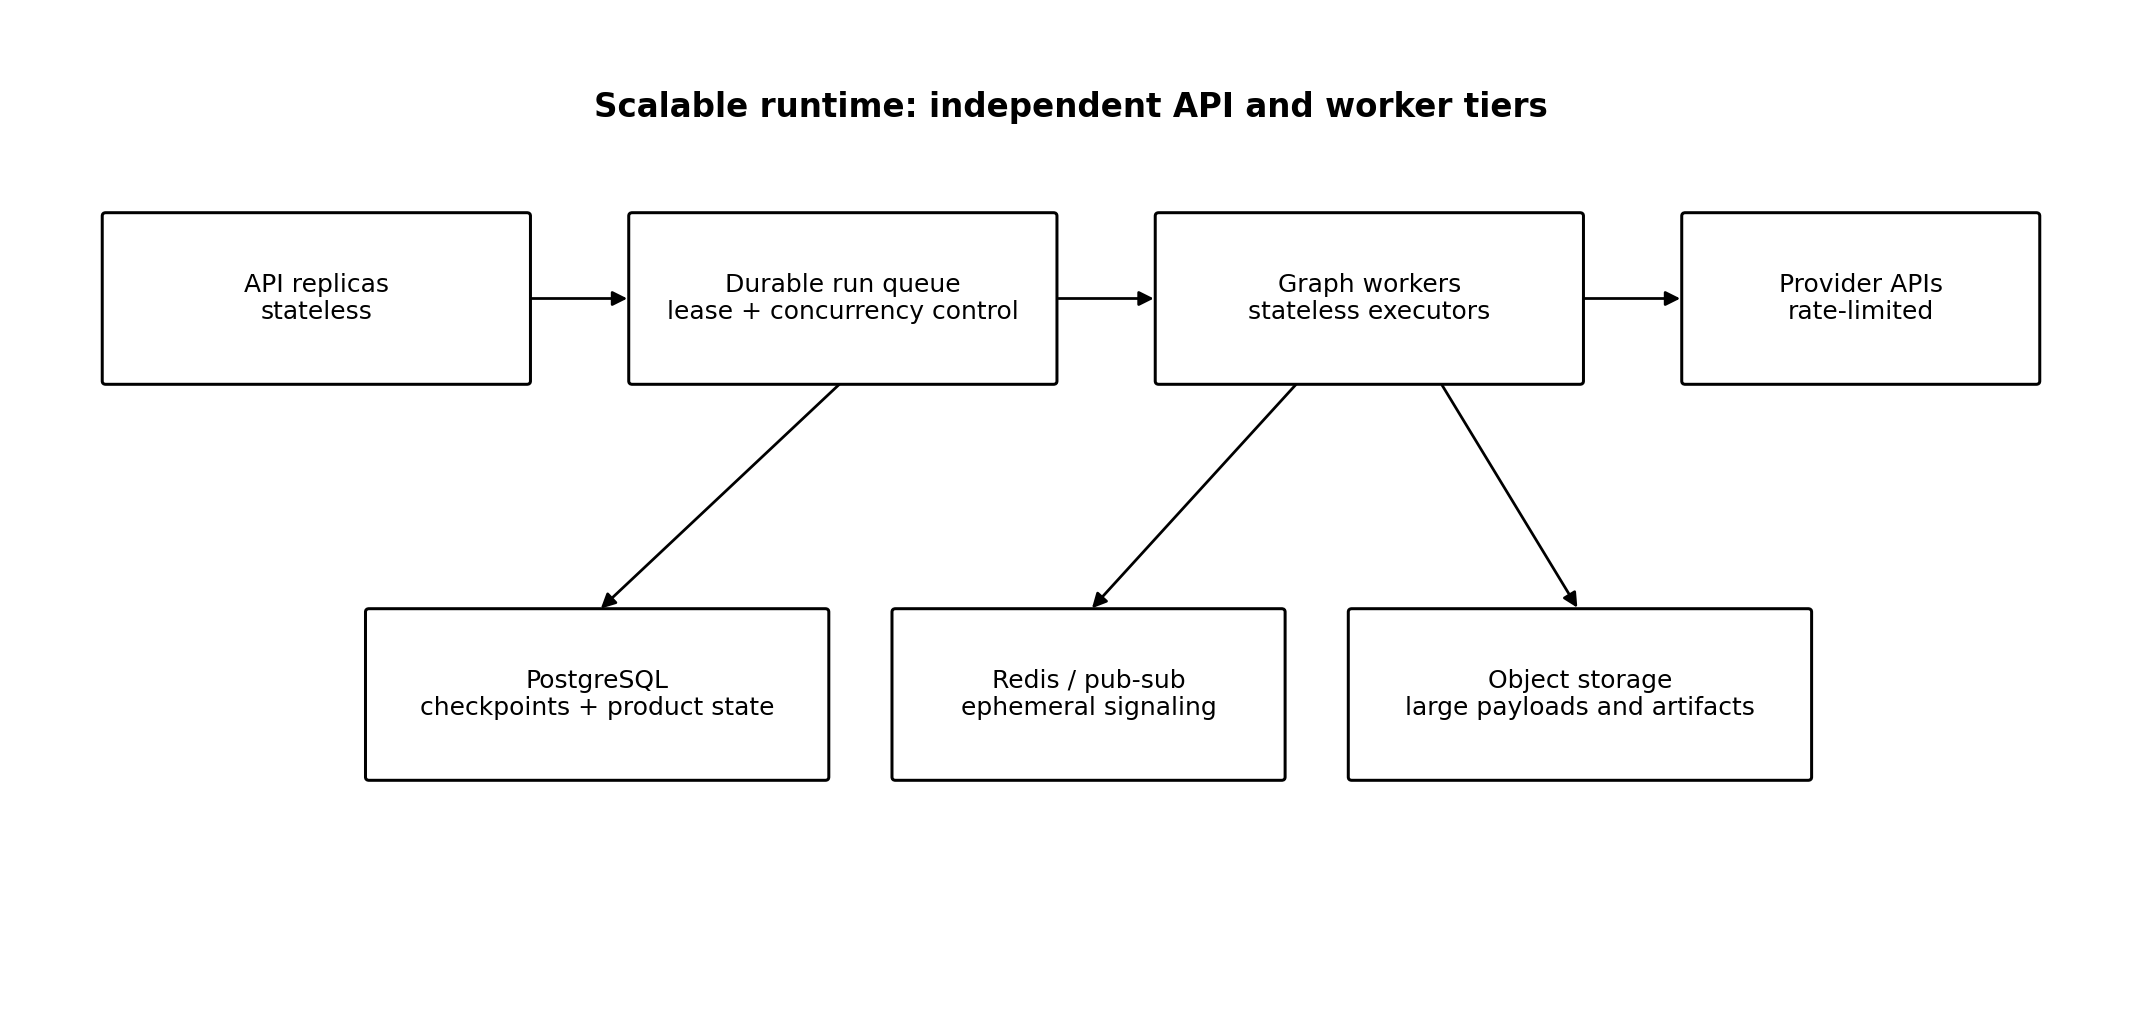 Scalable runtime: independent API and worker tiers
API replicas
stateless
Durable run queue
lease + concurrency control
Graph workers
stateless executors
Provider APIs
rate-limited
PostgreSQL
checkpoints + product state
Redis / pub-sub
ephemeral signaling
Object storage
large payloads and artifacts